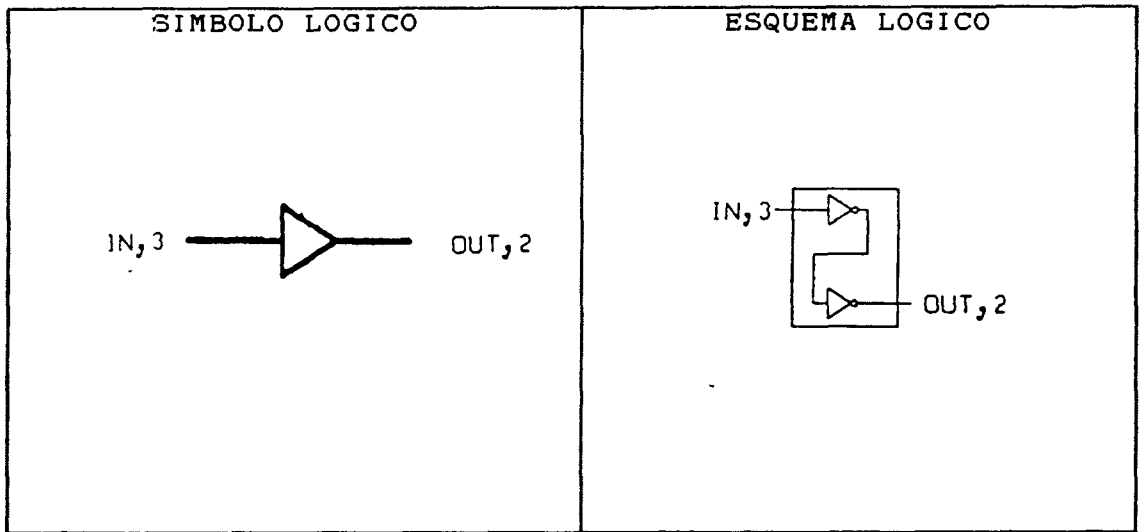 SIMBOLO LOGICO
IN,3
OUT,2
ESQUEMA LOGICO
IN,3
OUT,2